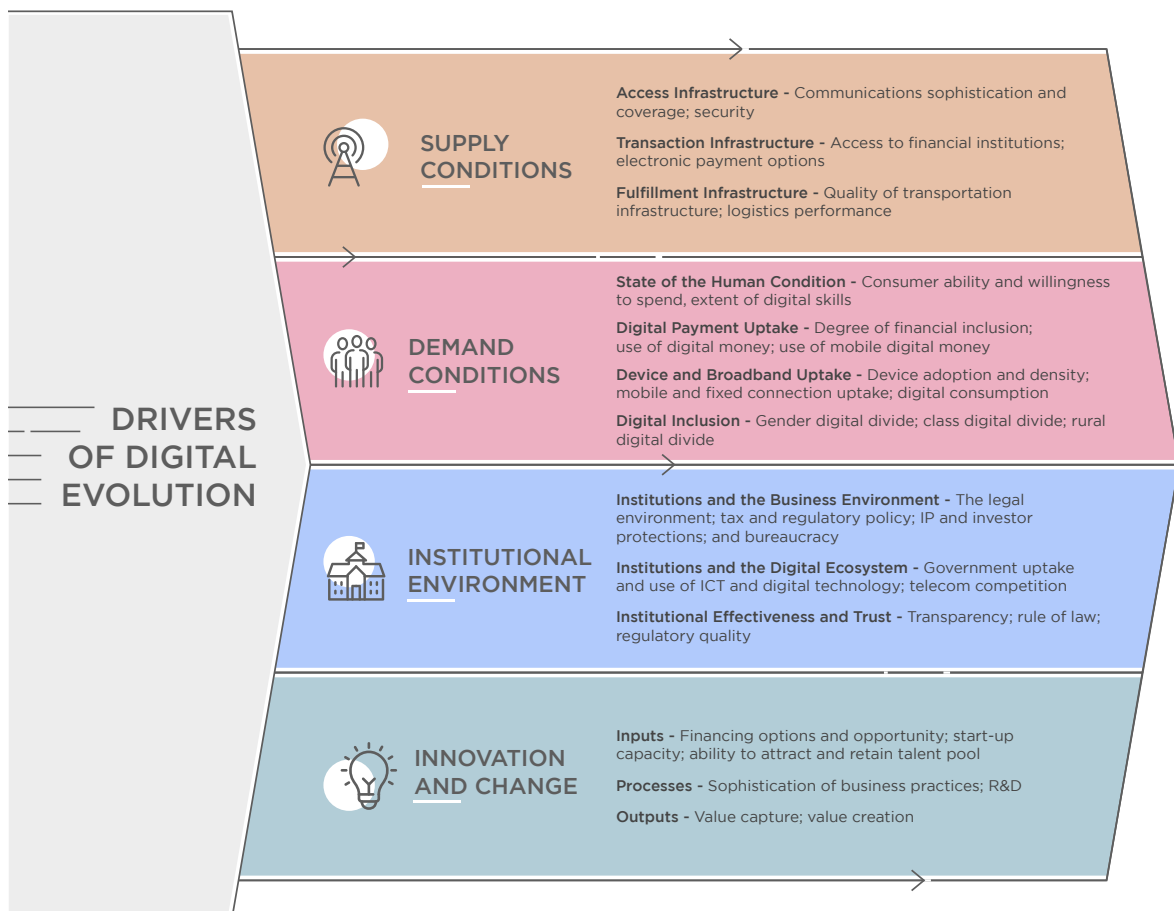 DRIVERS
OF DIGITAL
EVOLUTION
SUPPLY
CONDITIONS
Access Infrastructure - Communications sophistication and
coverage; security
Transaction Infrastructure - Access to financial institutions;
electronic payment options
Fulfillment Infrastructure - Quality of transportation
infrastructure; logistics performance
DEMAND
CONDITIONS
State of the Human Condition - Consumer ability and willingness
to spend, extent of digital skills
Digital Payment Uptake - Degree of financial inclusion;
use of digital money; use of mobile digital money
Device and Broadband Uptake - Device adoption and density;
mobile and fixed connection uptake; digital consumption
Digital Inclusion - Gender digital divide; class digital divide; rural
digital divide
INSTITUTIONAL
ENVIRONMENT
Institutions and the Business Environment - The legal
environment; tax and regulatory policy; IP and investor
protections; and bureaucracy
Institutions and the Digital Ecosystem - Government uptake
and use of ICT and digital technology; telecom competition
Institutional Effectiveness and Trust - Transparency; rule of law;
regulatory quality
INNOVATION
AND CHANGE
Inputs - Financing options and opportunity; start-up
capacity; ability to attract and retain talent pool
Processes - Sophistication of business practices; R&D
Outputs - Value capture; value creation